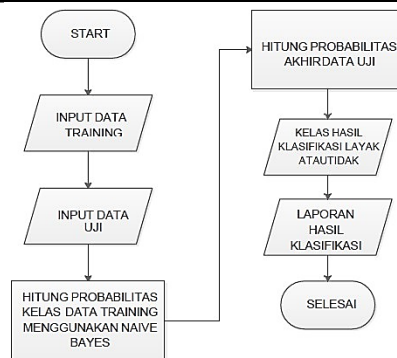 START
INPUT DATA
TRAINING
INPUT DATA
UJI
HITUNG PROBABILITAS
KELAS DATA TRAINING
MENGGUNAKAN NAIVE
BAYES
HITUNG PROBABILITAS
AKHIRDATA UJI
KELAS HASIL
KLASIFIKASI LAYAK
ATAUTIDAK
LAPORAN
HASIL
KLASIFIKASI
SELESAI